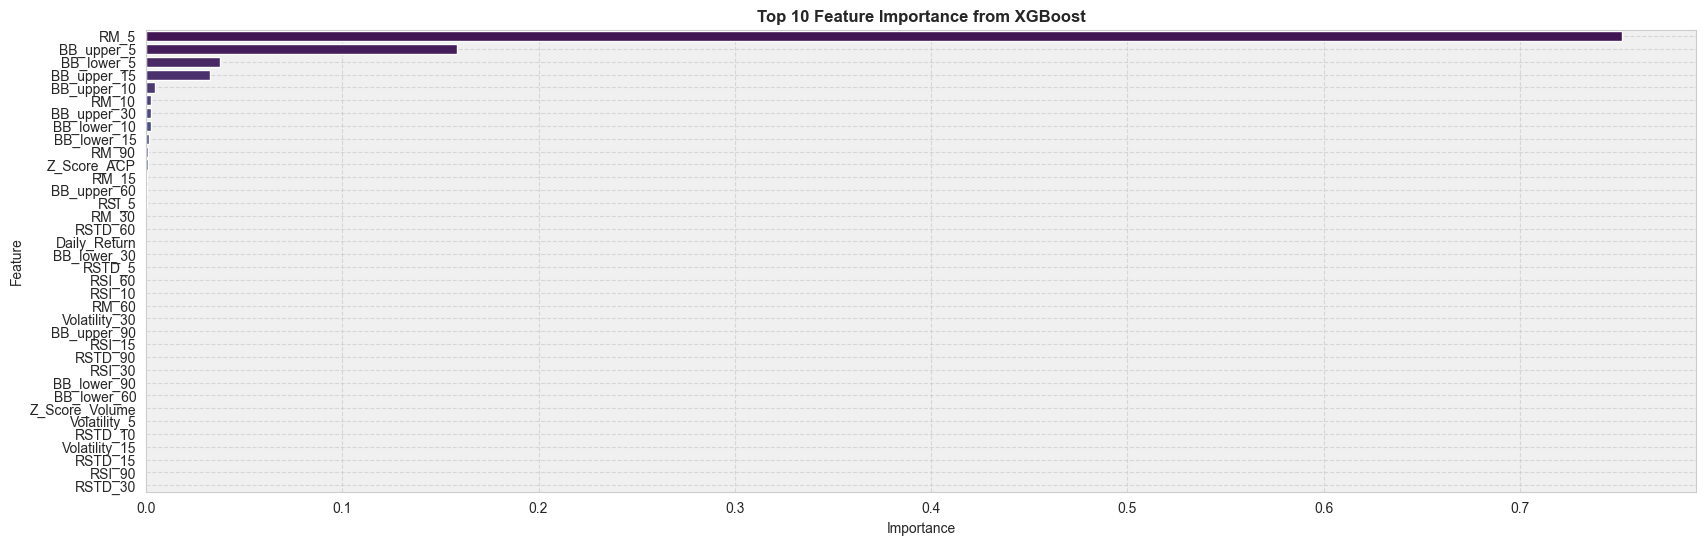 Top 10 Feature Importance from XGBoost
RM_5
BB_upper_5
BB_lower_5
BB_upper_15
BB_upper_10
RM_10
BB_upper_30
BB_lower_10
BB_lower_15
RM_90
Z_Score_ACP
RM_15
BB_upper_60
RSI_5
RM_30
RSTD_60
Daily_Return
BB_lower_30
RSTD_5
RSI_60
RSI_10
RM_60
Volatility_30
BB_upper_90
RSI_15
RSTD_90
RSI_30
BB_lower_90
BB_lower_60
Z_Score_Volume
Volatility_5
RSTD_10
Volatility_15
RSTD_15
RSI_90
RSTD_30
Feature
0.0 0.1 0.2 0.3 0.4 0.5 0.6 0.7
Importance